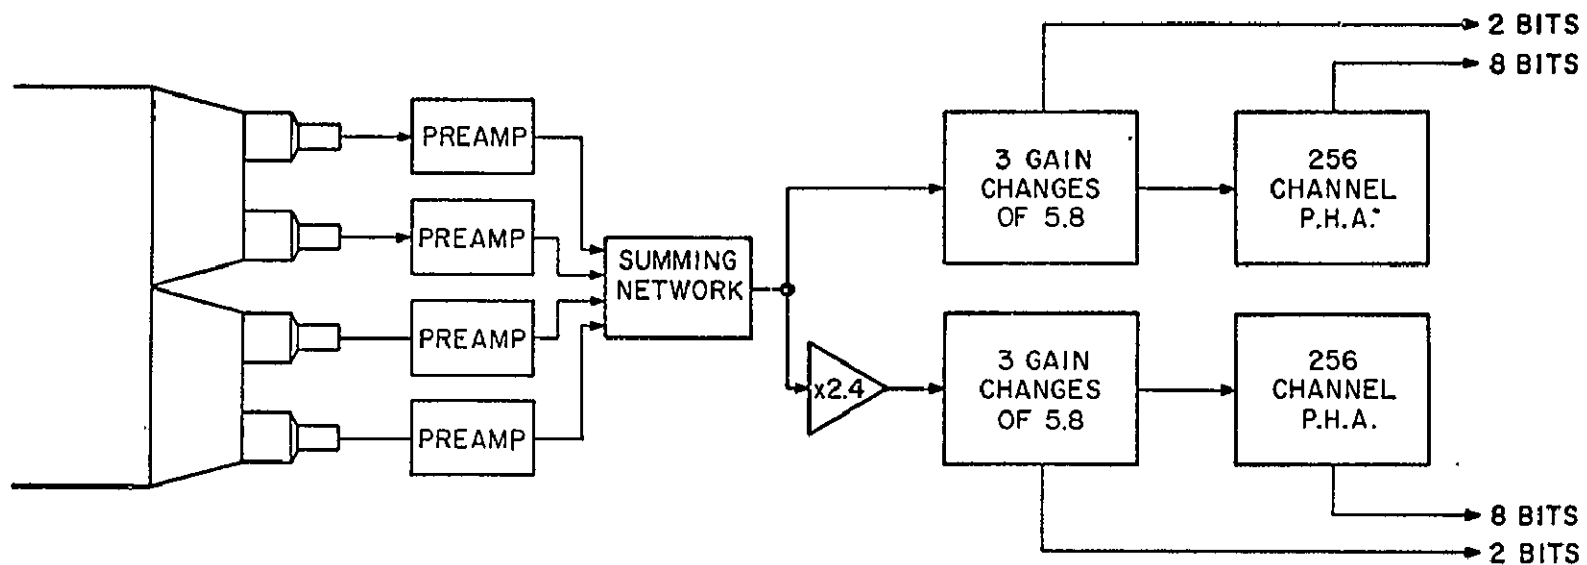 2 BITS
8 BITS
PREAMP
PREAMP
PREAMP
PREAMP
SUMMING
NETWORK
x2.4
3 GAIN
CHANGES
OF 5.8
256
CHANNEL
P.H.A.
3 GAIN
CHANGES
OF 5.8
256
CHANNEL
P.H.A.
8 BITS
2 BITS